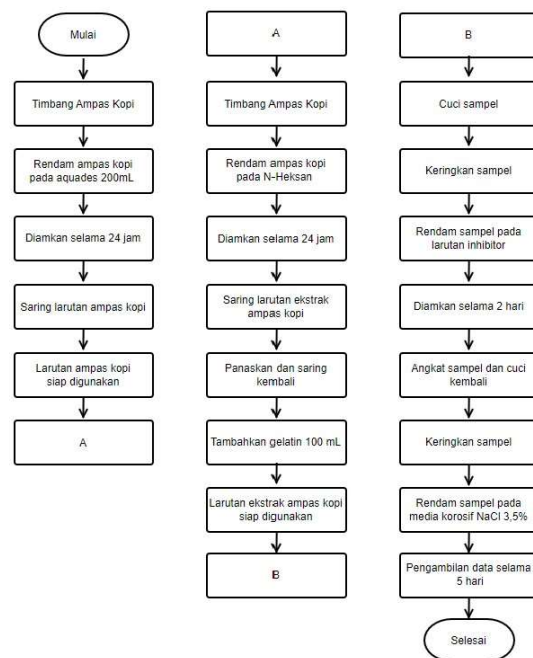 Mulai
Timbang Ampas Kopi
Rendam ampas kopi
pada aquades 200mL
Diamkan selama 24 jam
Saring larutan ampas kopi
Larutan ampas kopi
siap digunakan
A
A
Timbang Ampas Kopi
Rendam ampas kopi
pada N-Heksan
Diamkan selama 24 jam
Saring larutan ekstrak
ampas kopi
Panaskan dan saring
kembali
Tambahkan gelatin 100 mL
Larutan ekstrak ampas kopi
siap digunakan
B
B
Cuci sampel
Keringkan sampel
Rendam sampel pada
larutan inhibitor
Diamkan selama 2 hari
Angkat sampel dan cuci
kembali
Keringkan sampel
Rendam sampel pada
media korosif NaCl 3,5%
Pengambilan data selama
5 hari
Selesai